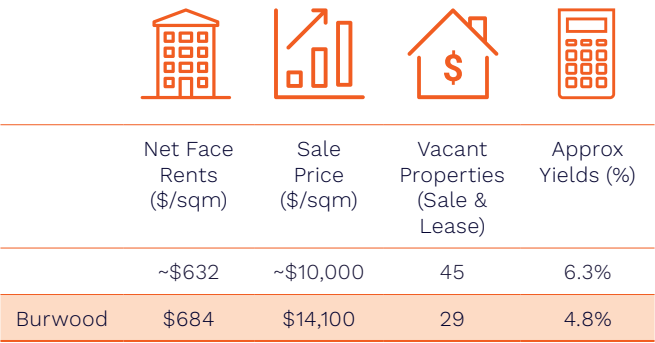 $
Net Face Rents ($/sqm)
Sale Price ($/sqm)
Vacant Properties (Sale & Lease)
Approx Yields (%)
~$632 ~$10,000 45 6.3%
Burwood $684 $14,100 29 4.8%